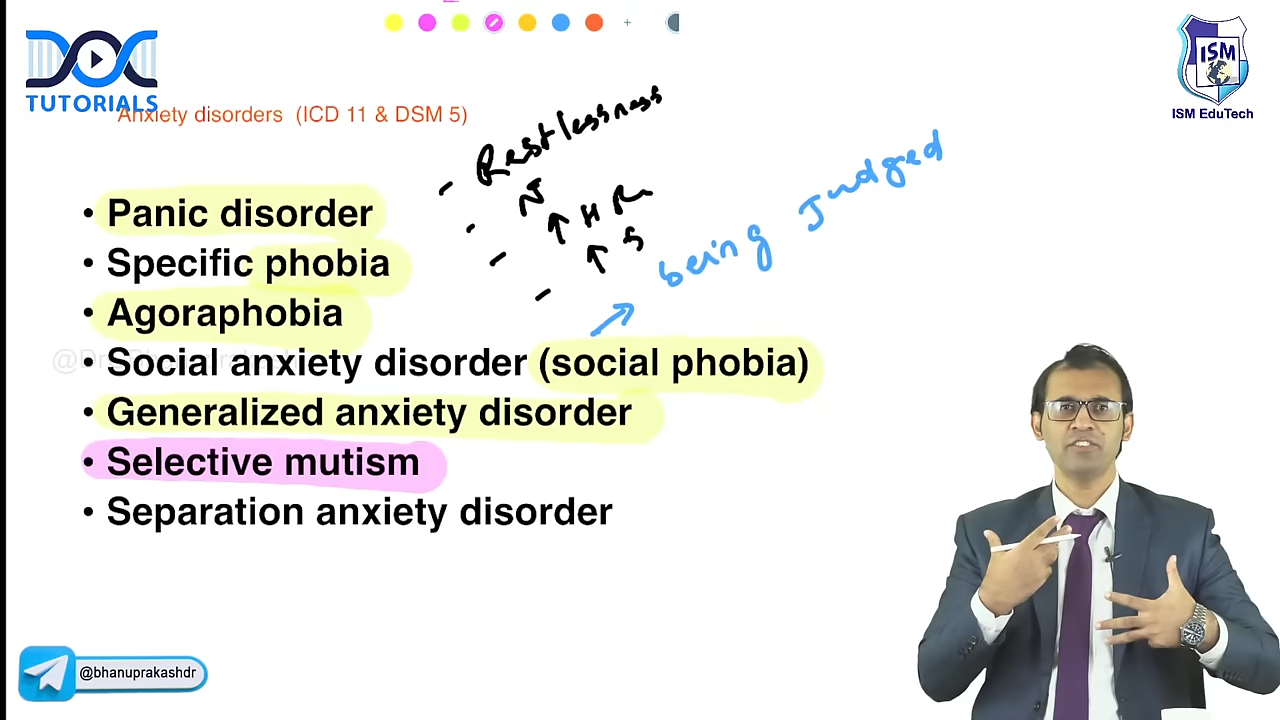 DOC
TUTORIALS
ISM
ISM EduTech
Anxiety disorders (ICD 11 & DSM 5)
- Restlessness
- N
- ↑ HR
- ↑ S
→ being Judged
• Panic disorder
• Specific phobia
• Agoraphobia
• Social anxiety disorder (social phobia)
• Generalized anxiety disorder
• Selective mutism
• Separation anxiety disorder
@bhanuprakashdr